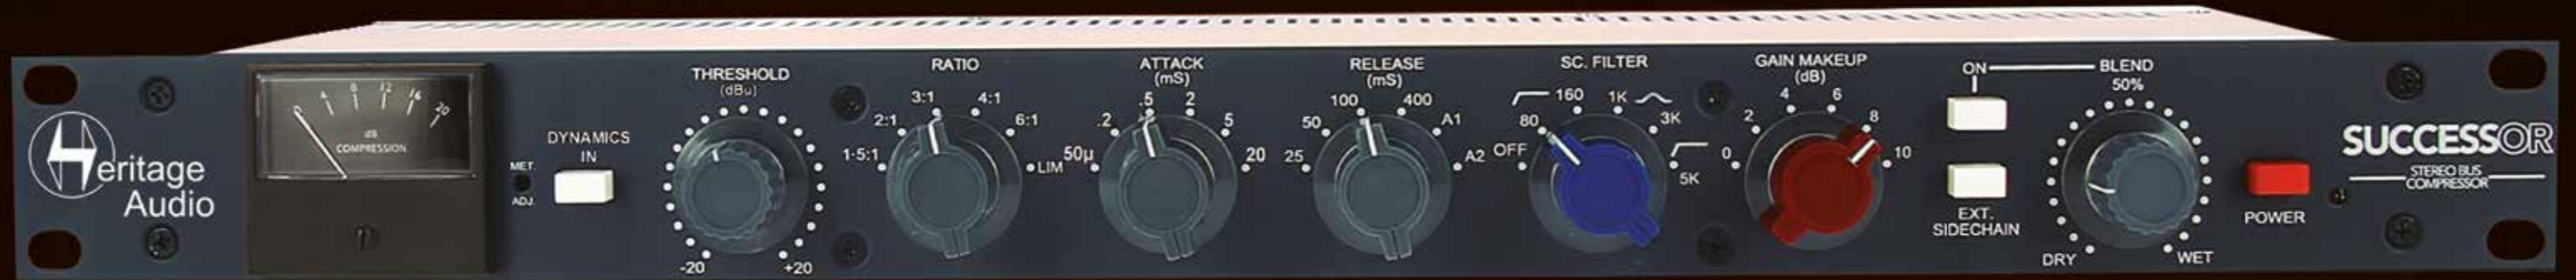 Heritage
Audio
0 4 8 12 16 20
dB
COMPRESSION
MET.
ADJ.
DYNAMICS
IN
THRESHOLD
(dBu)
-20 +20
RATIO
1·5:1 2:1 3:1 4:1 6:1 LIM
ATTACK
(mS)
50µ .2 .5 2 5 20
RELEASE
(mS)
25 50 100 400 A1 A2
SC. FILTER
OFF 80 160 1K 3K 5K
GAIN MAKEUP
(dB)
0 2 4 6 8 10
ON BLEND
50%
EXT.
SIDECHAIN
DRY WET
POWER
SUCCESSOR
STEREO BUS
COMPRESSOR